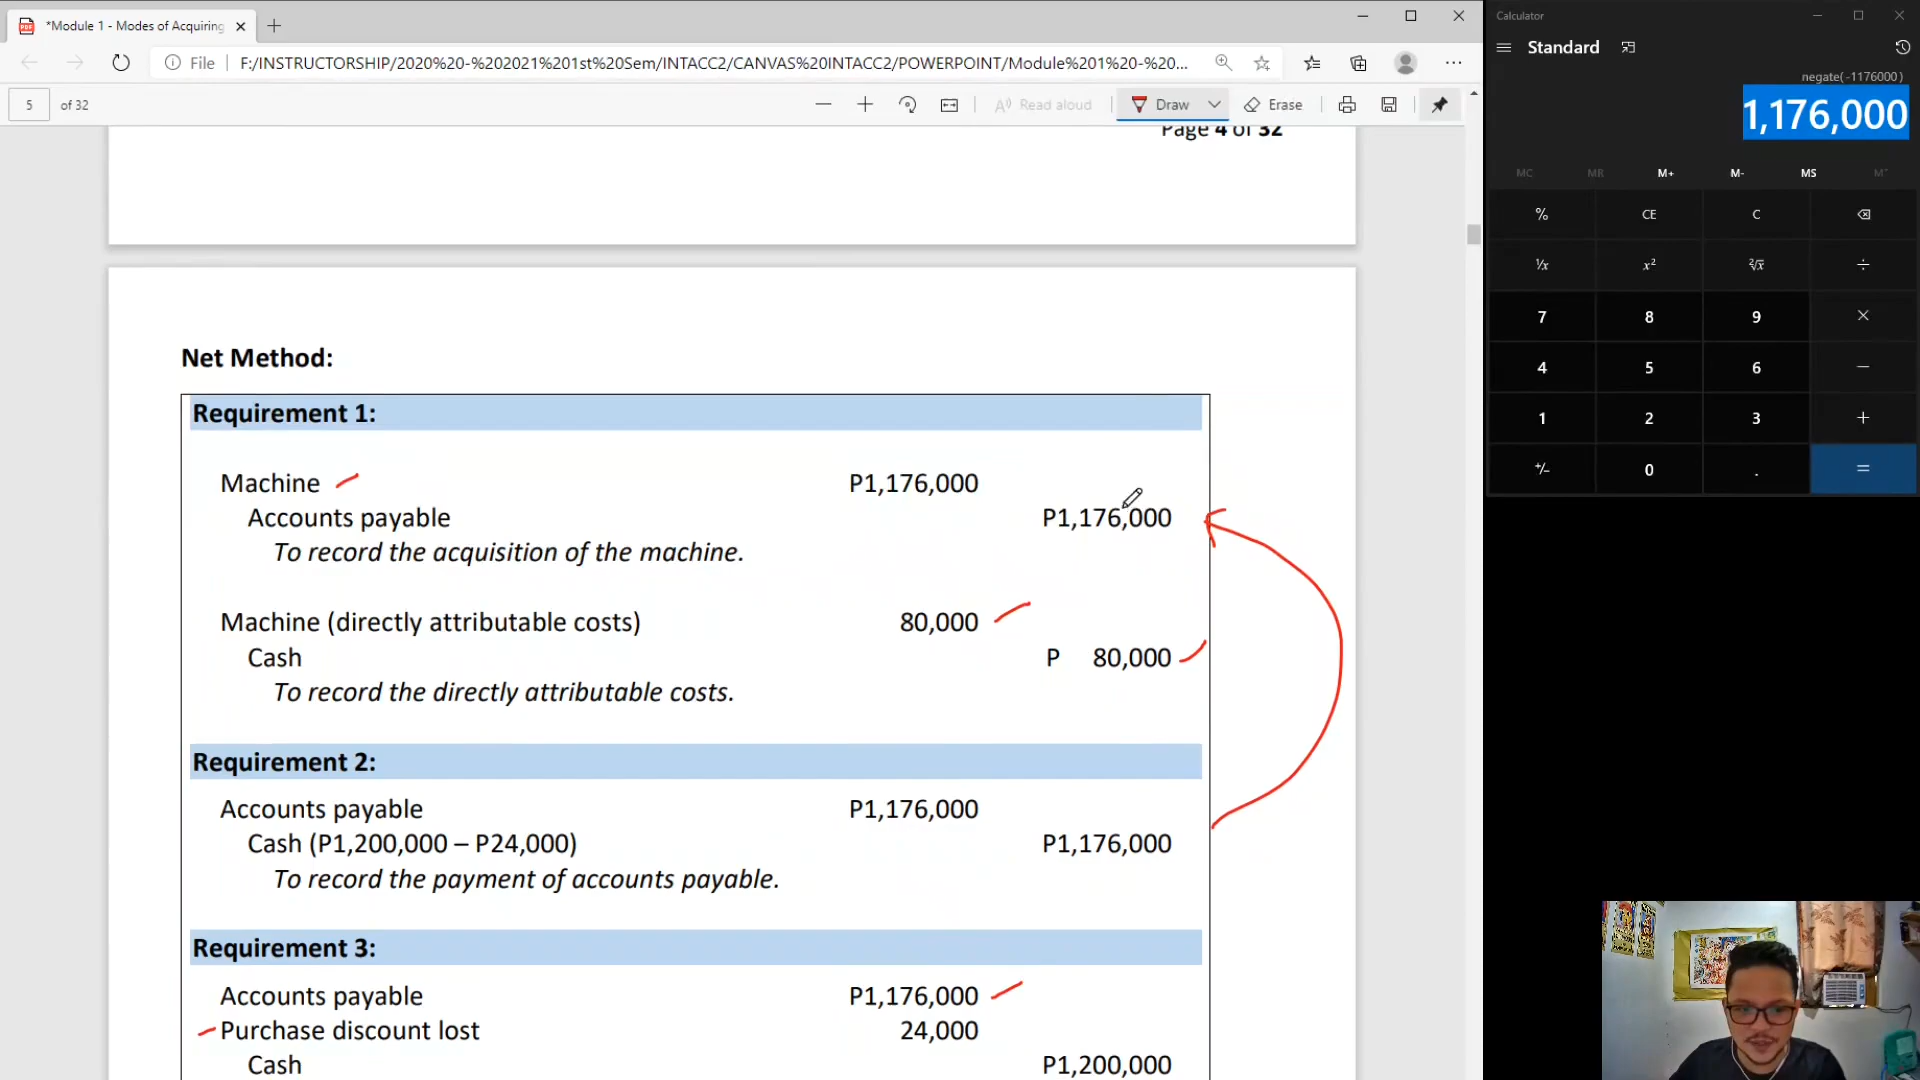 *Module 1 - Modes of Acquiring
File F:/INSTRUCTORSHIP/2020%20-%202021%201st%20Sem/INTACC2/CANVAS%20INTACC2/POWERPOINT/Module%201%20-%20...
5 of 32 Read aloud Draw Erase
Page 4 of 32
Net Method:
Requirement 1:
Machine P1,176,000
Accounts payable P1,176,000
To record the acquisition of the machine.
Machine (directly attributable costs) 80,000
Cash P 80,000
To record the directly attributable costs.
Requirement 2:
Accounts payable P1,176,000
Cash (P1,200,000 – P24,000) P1,176,000
To record the payment of accounts payable.
Requirement 3:
Accounts payable P1,176,000
Purchase discount lost 24,000
Cash P1,200,000
Calculator
Standard
negate(-1176000)
1,176,000
MC MR M+ M- MS M˅
% CE C
¹/x x² ²√x ÷
7 8 9 ×
4 5 6 −
1 2 3 +
+/- 0 . =